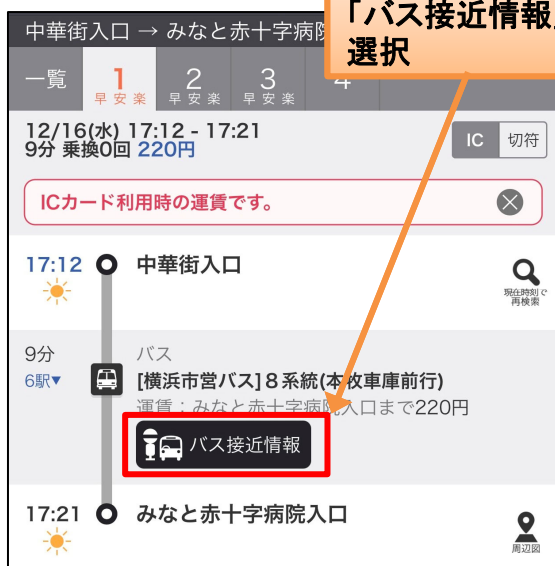 中華街入口 → みなと赤十字病
「バス接近情報
選択
一覧
1
早 安 楽
2
早 安 楽
3
早 安 楽
4
12/16(水) 17:12 - 17:21
9分 乗換0回 220円
IC 切符
ICカード利用時の運賃です。
17:12 中華街入口
現在時刻で
再検索
9分 バス
6駅▼ [横浜市営バス]8系統(本牧車庫前行)
運賃：みなと赤十字病院入口まで220円
バス接近情報
17:21 みなと赤十字病院入口
周辺図